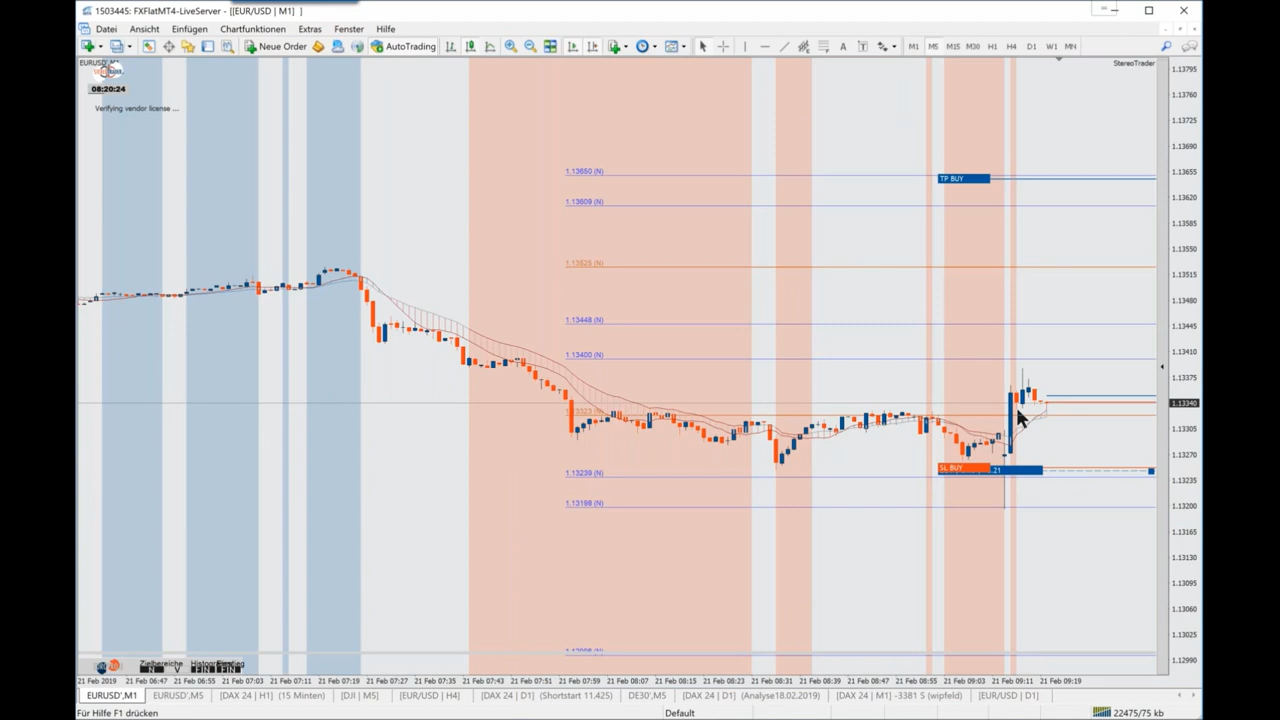 1503445: FXFlatMT4-LiveServer - [[EUR/USD | M1] ]
Datei Ansicht Einfügen Chartfunktionen Extras Fenster Hilfe
Neue Order AutoTrading A T M1 M5 M15 M30 H1 H4 D1 W1 MN
EURUSD',M1
StereoTrader
08:20:24
Verifying vendor license ...
1.13650 (N)
TP BUY
1.13609 (N)
1.13525 (N)
1.13448 (N)
1.13400 (N)
1.13323 (N)
1.13239 (N)
SL BUY
.21
1.13198 (N)
1.13795
1.13760
1.13725
1.13690
1.13655
1.13620
1.13585
1.13550
1.13515
1.13480
1.13445
1.13410
1.13375
1.13340
1.13305
1.13270
1.13235
1.13200
1.13165
1.13130
1.13095
1.13060
1.13025
1.12990
Zielbereiche
N V FIN FIN
21 Feb 2019 21 Feb 06:47 21 Feb 06:55 21 Feb 07:03 21 Feb 07:11 21 Feb 07:19 21 Feb 07:27 21 Feb 07:35 21 Feb 07:43 21 Feb 07:51 21 Feb 07:59 21 Feb 08:07 21 Feb 08:15 21 Feb 08:23 21 Feb 08:31 21 Feb 08:39 21 Feb 08:47 21 Feb 08:55 21 Feb 09:03 21 Feb 09:11 21 Feb 09:19
EURUSD',M1 EURUSD',M5 [DAX 24 | H1] (15 Minten) [DJI | M5] [EUR/USD | H4] [DAX 24 | D1] (Shortstart 11.425) DE30',M5 [DAX 24 | D1] (Analyse18.02.2019) [DAX 24 | M1] -3381 S (wipfeld) [EUR/USD | D1]
Für Hilfe F1 drücken Default 22475/75 kb